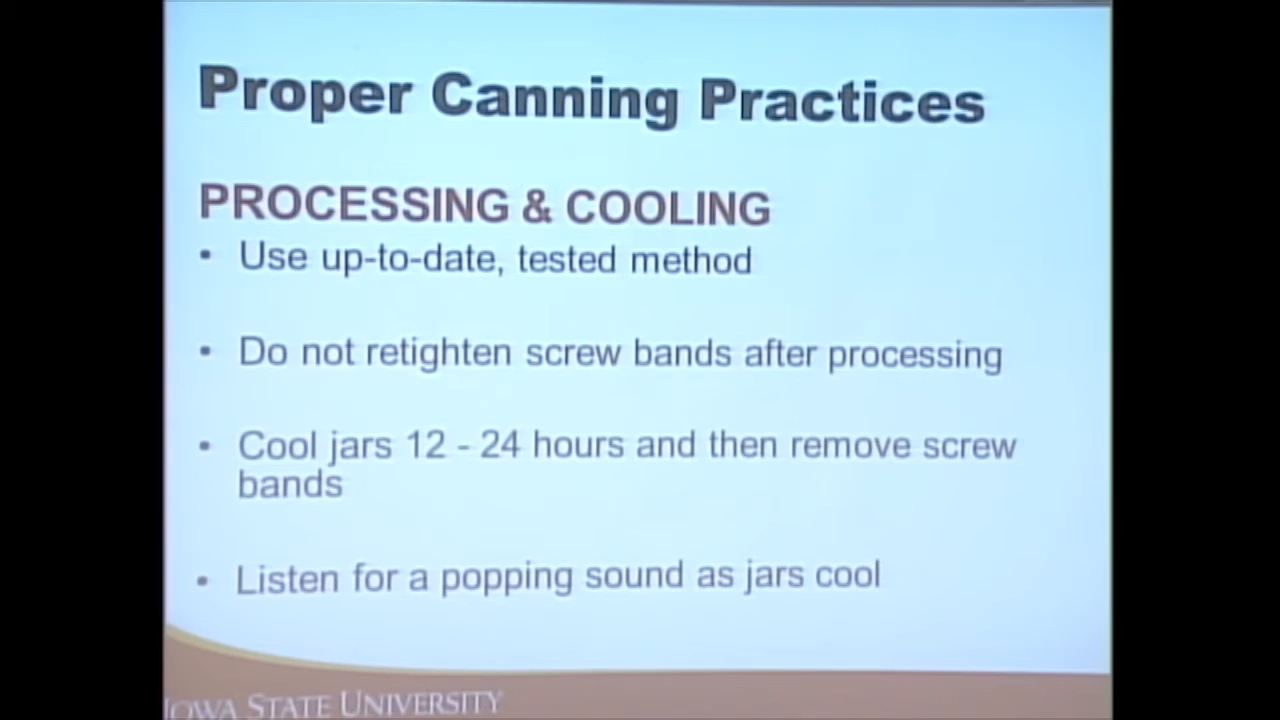 Proper Canning Practices
PROCESSING & COOLING
• Use up-to-date, tested method
• Do not retighten screw bands after processing
• Cool jars 12 - 24 hours and then remove screw
bands
• Listen for a popping sound as jars cool
IOWA STATE UNIVERSITY